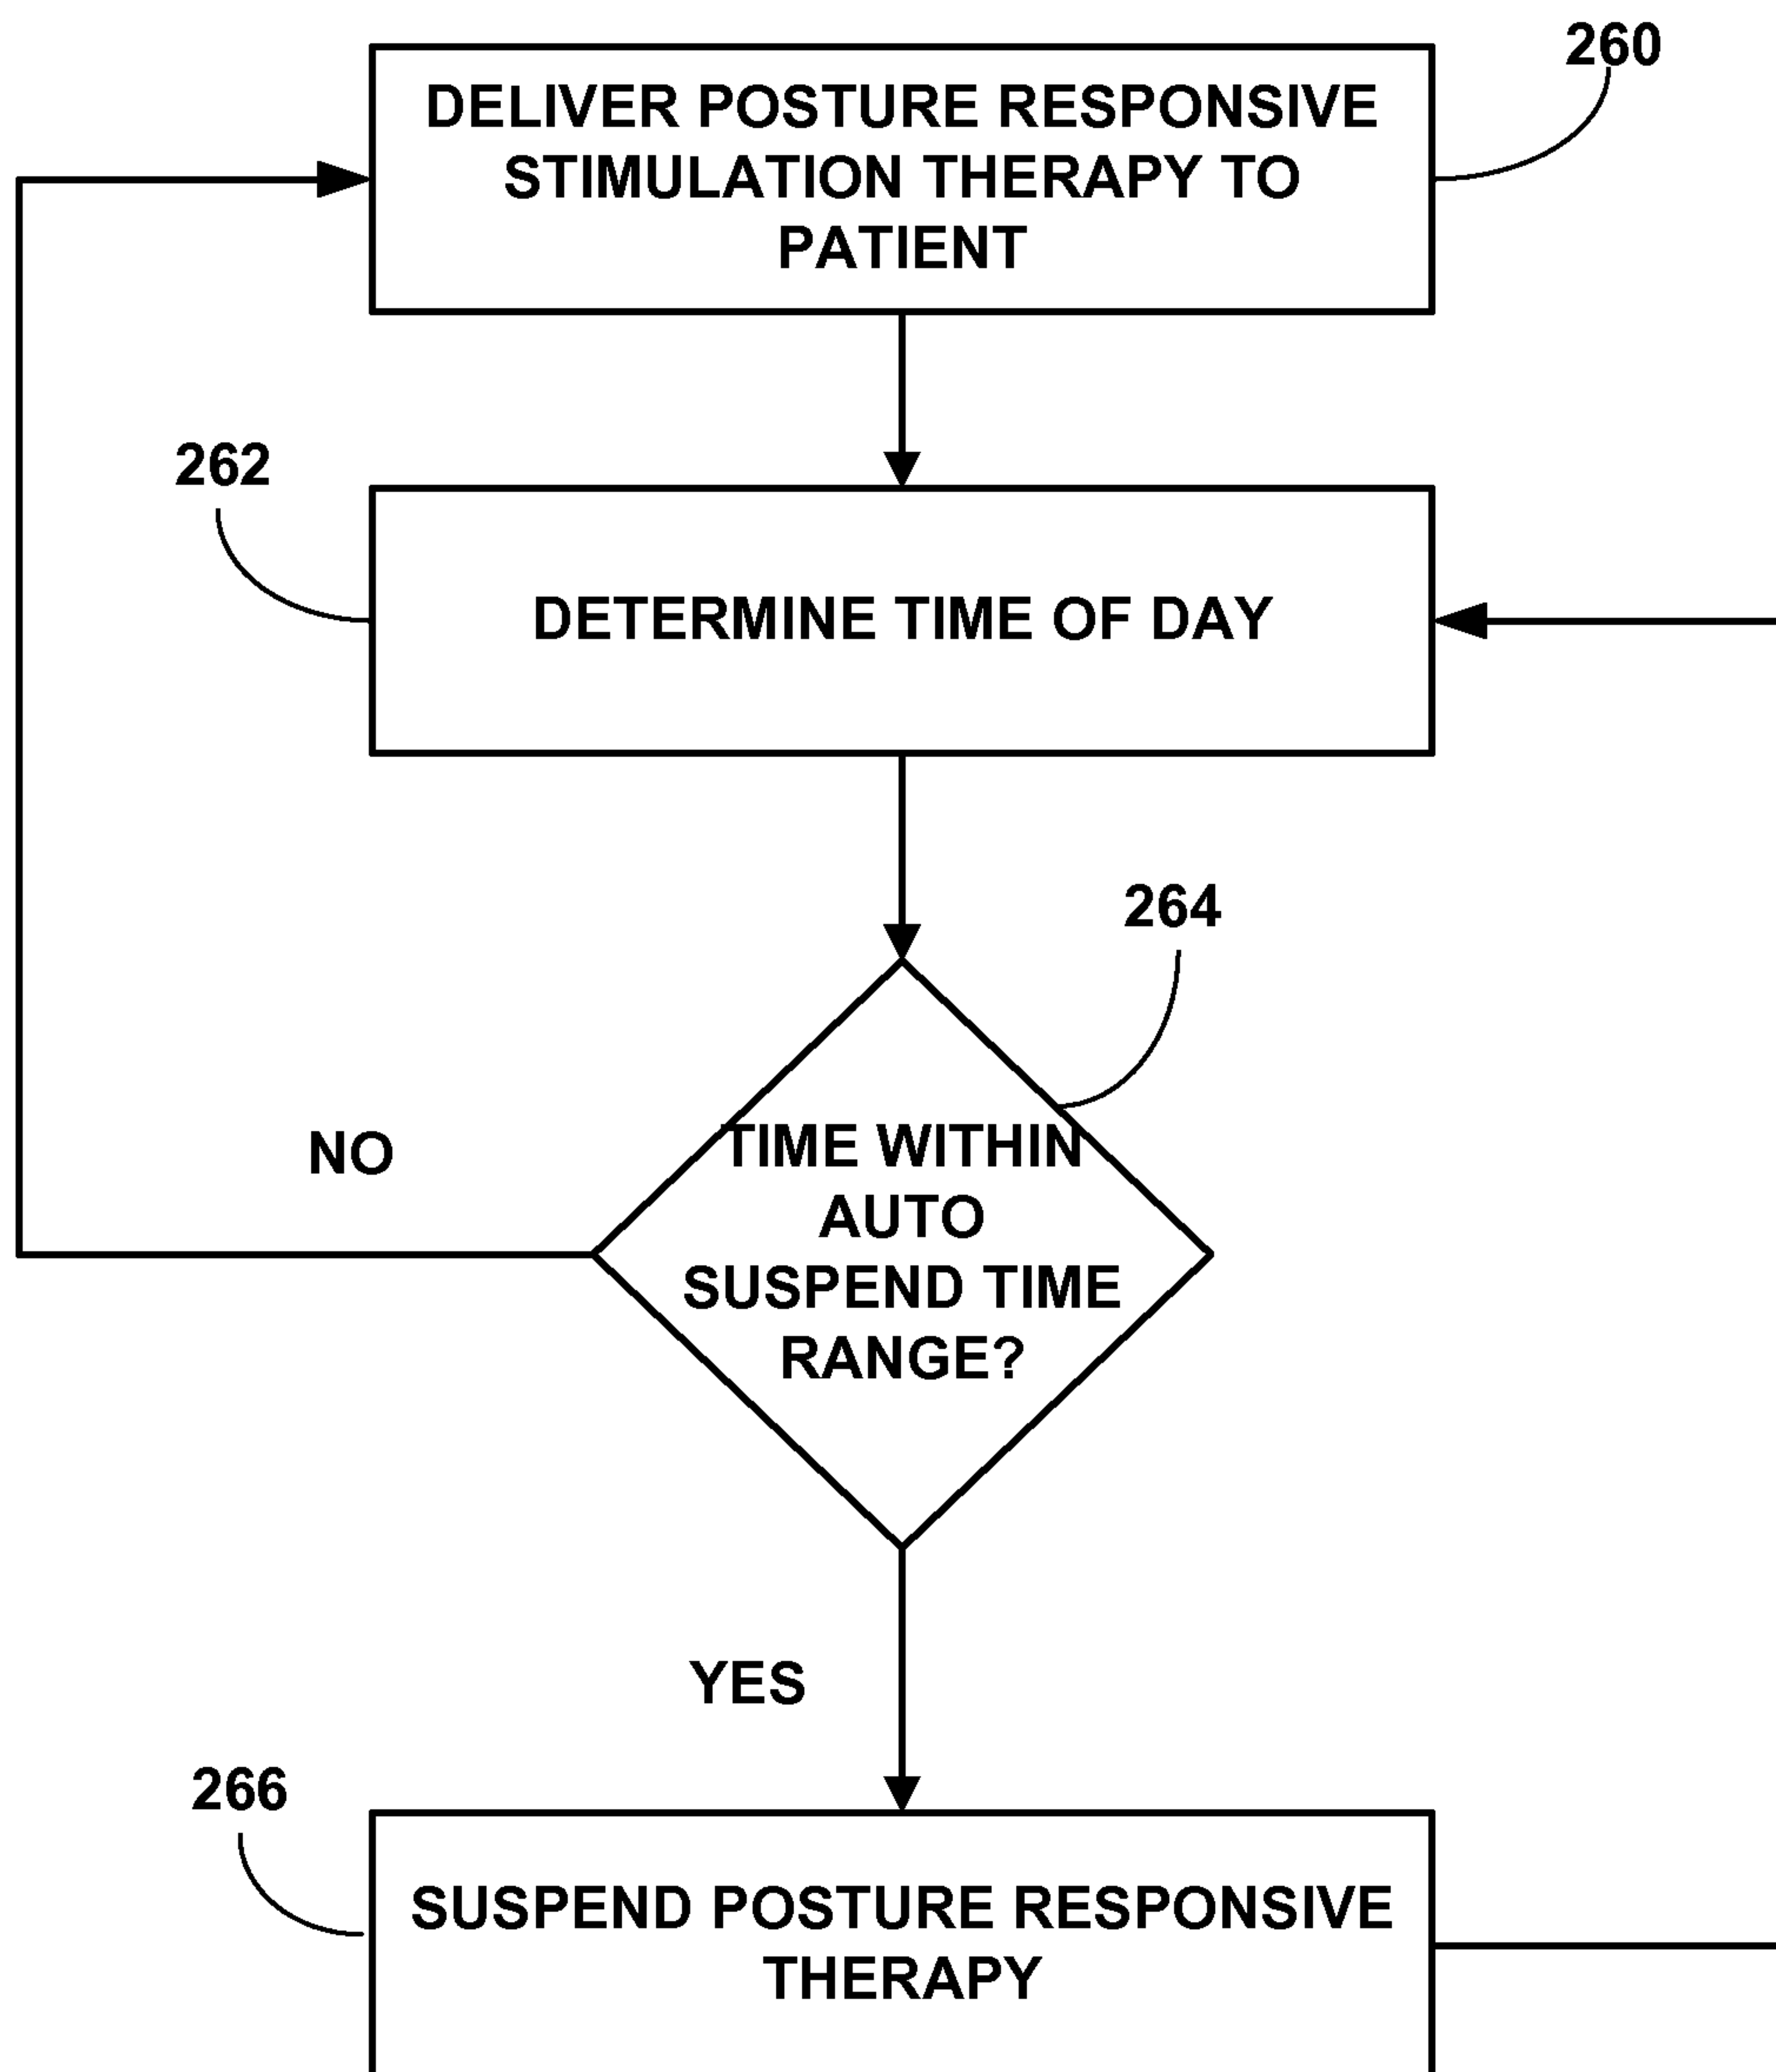 260
DELIVER POSTURE RESPONSIVE
STIMULATION THERAPY TO
PATIENT
262
DETERMINE TIME OF DAY
264
NO
TIME WITHIN
AUTO
SUSPEND TIME
RANGE?
YES
266
SUSPEND POSTURE RESPONSIVE
THERAPY